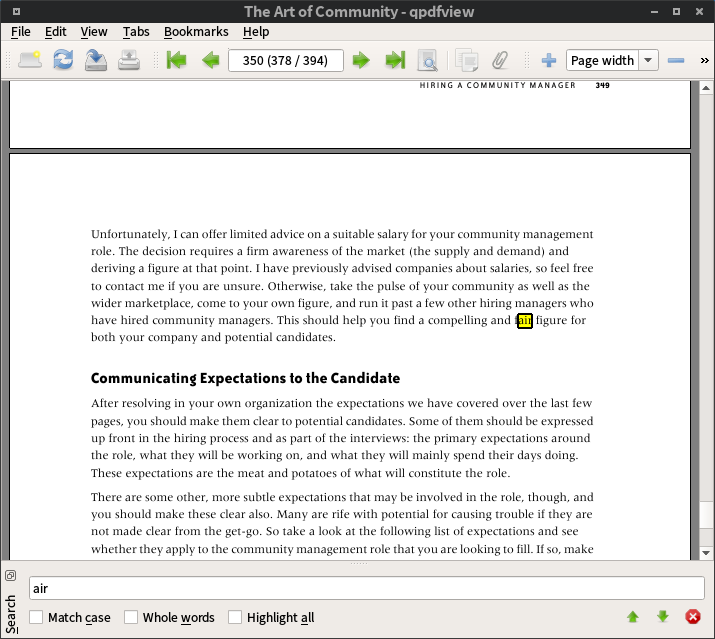 The Art of Community - qpdfview
File Edit View Tabs Bookmarks Help
350 (378 / 394) Page width »
HIRING A COMMUNITY MANAGER 349
Unfortunately, I can offer limited advice on a suitable salary for your community management
role. The decision requires a firm awareness of the market (the supply and demand) and
deriving a figure at that point. I have previously advised companies about salaries, so feel free
to contact me if you are unsure. Otherwise, take the pulse of your community as well as the
wider marketplace, come to your own figure, and run it past a few other hiring managers who
have hired community managers. This should help you find a compelling and fair figure for
both your company and potential candidates.
Communicating Expectations to the Candidate
After resolving in your own organization the expectations we have covered over the last few
pages, you should make them clear to potential candidates. Some of them should be expressed
up front in the hiring process and as part of the interviews: the primary expectations around
the role, what they will be working on, and what they will mainly spend their days doing.
These expectations are the meat and potatoes of what will constitute the role.
There are some other, more subtle expectations that may be involved in the role, though, and
you should make these clear also. Many are rife with potential for causing trouble if they are
not made clear from the get-go. So take a look at the following list of expectations and see
whether they apply to the community management role that you are looking to fill. If so, make
Search
air
Match case Whole words Highlight all